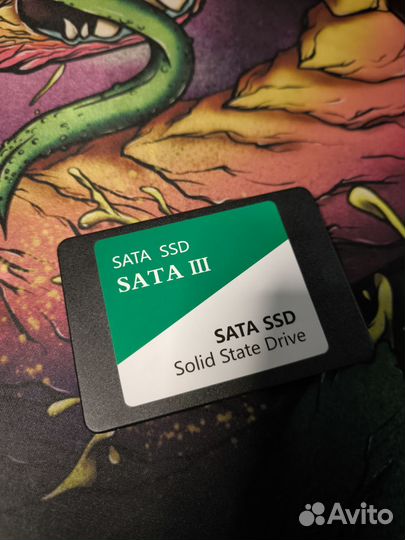 SATA SSD
SATA III
SATA SSD
Solid State Drive
Avito